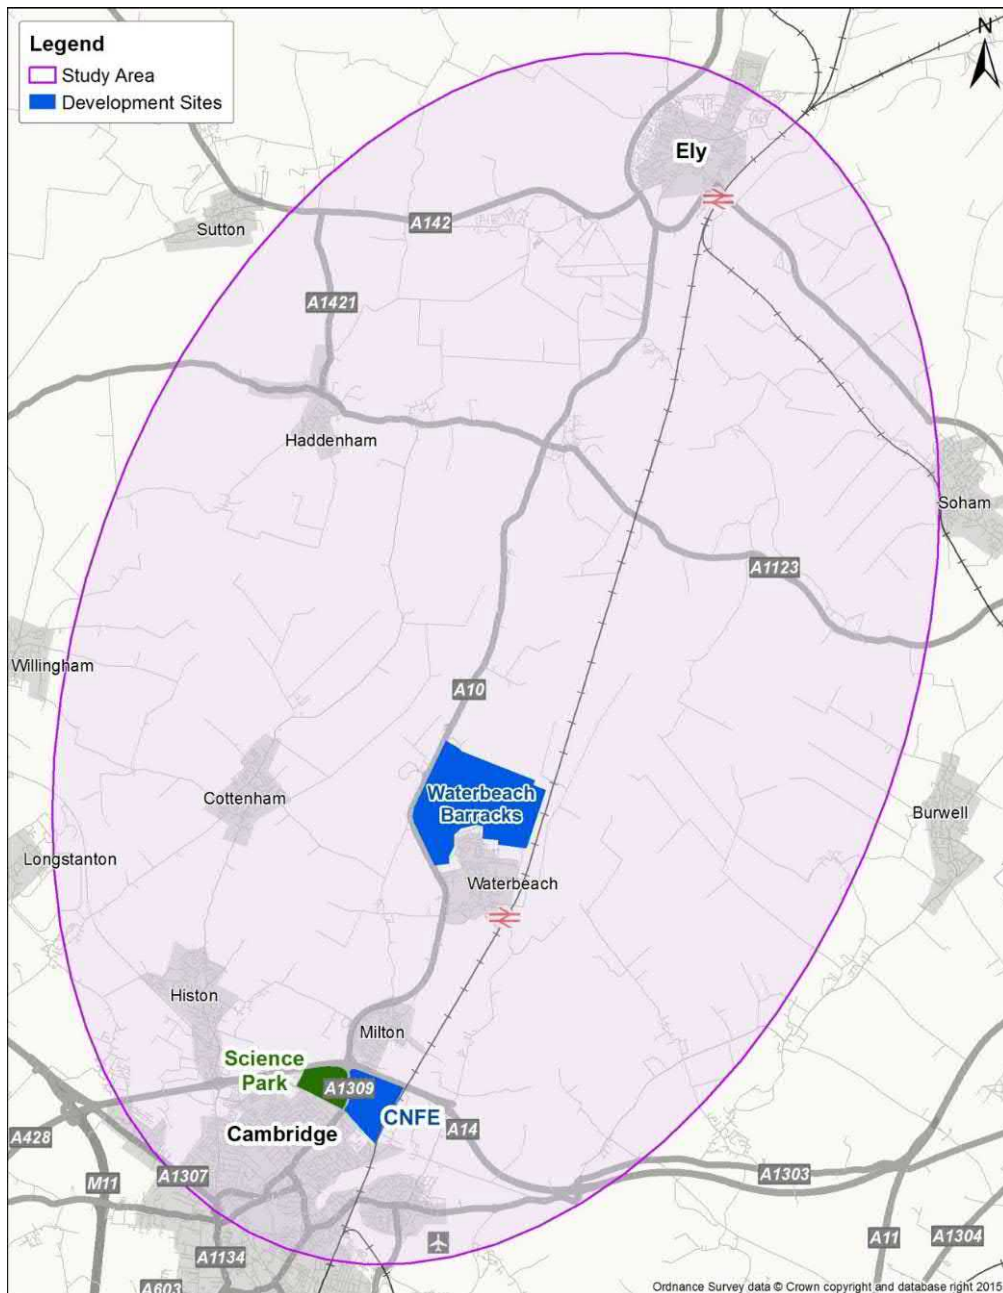 Legend
Study Area
Development Sites
N
Ely
Sutton
A142
A1421
Haddenham
Soham
A1123
Willingham
A10
Waterbeach
Barracks
Cottenham
Burwell
Longstanton
Waterbeach
Histon
Milton
Science
Park
A1309
CNFE
Cambridge
A14
A428
A1303
M11
A1307
A1134
A11
A1304
A603
Ordnance Survey data © Crown copyright and database right 2015